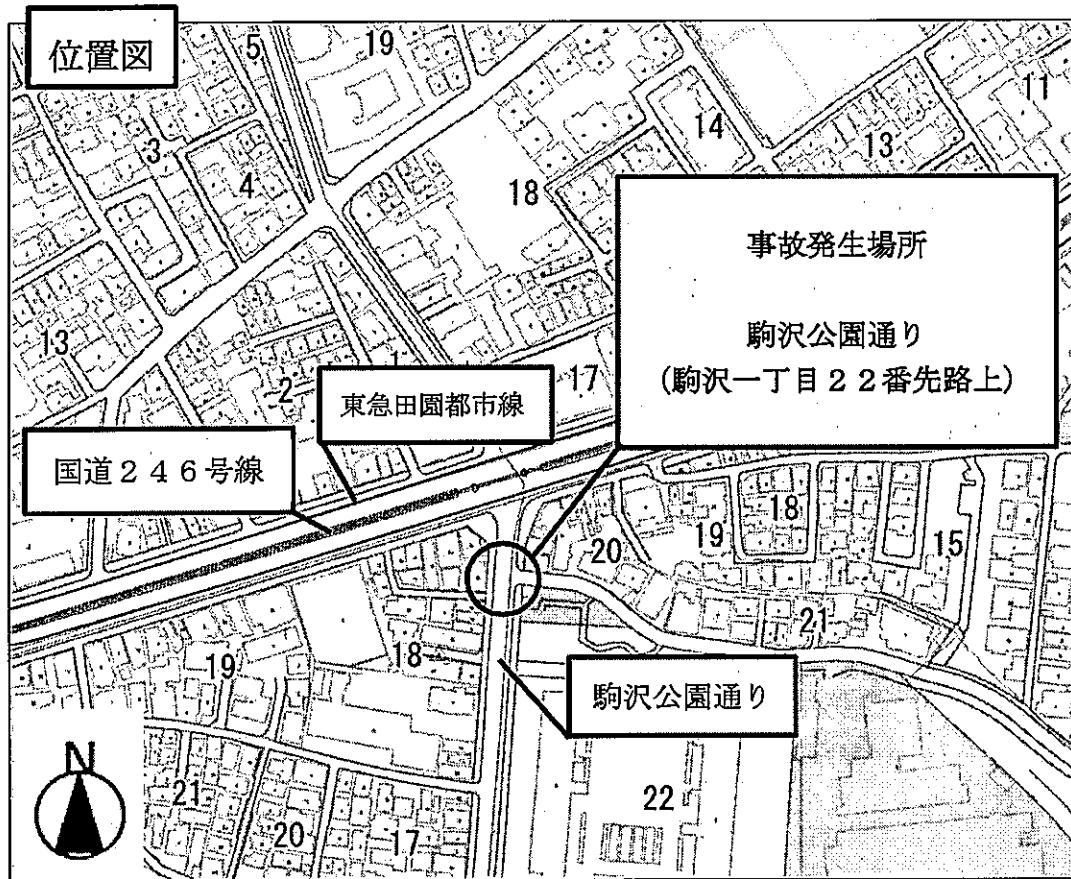 位置図
5
19
11
3
14
13
4
18
事故発生場所
駒沢公園通り
(駒沢一丁目２２番先路上)
13
1
2
17
東急田園都市線
国道２４６号線
18
19
15
20
21
18
19
駒沢公園通り
N
22
21
20
17